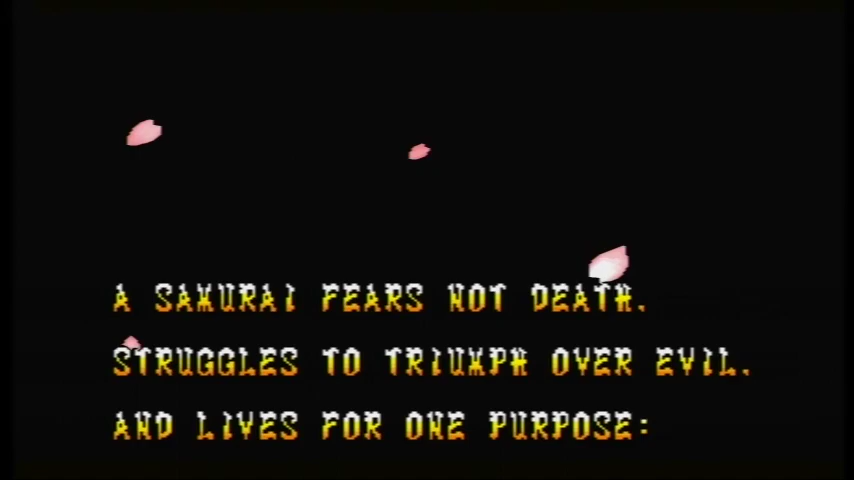 A SAMURAI FEARS NOT DEATH.
STRUGGLES TO TRIUMPH OVER EVIL.
AND LIVES FOR ONE PURPOSE: